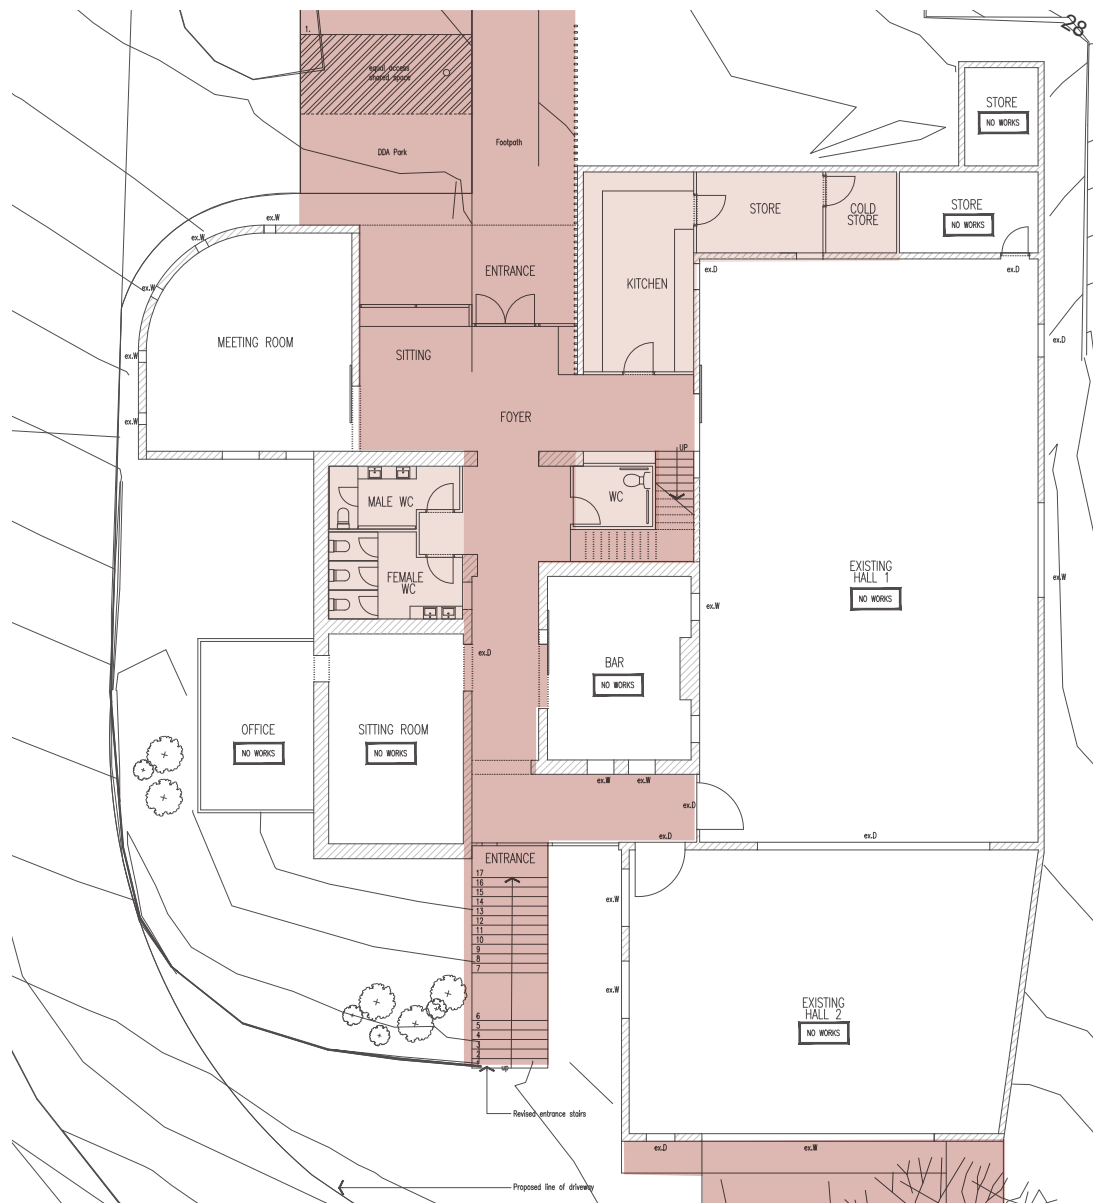 28
1.
equal access
shared space
DDA Park
Footpath
STORE
NO WORKS
STORE
COLD
STORE
STORE
NO WORKS
ex.W
ex.W
ex.W
ENTRANCE
KITCHEN
ex.D
ex.D
MEETING ROOM
SITTING
ex.W
ex.D
ex.W
FOYER
UP
MALE WC
WC
FEMALE
WC
EXISTING
HALL 1
NO WORKS
ex.W
ex.W
ex.D
BAR
NO WORKS
OFFICE
NO WORKS
SITTING ROOM
NO WORKS
ex.W
ex.W
ex.D
ex.D
ex.D
ENTRANCE
17
16
15
14
13
12
11
10
9
8
7
ex.W
ex.W
6
5
4
3
2
up
EXISTING
HALL 2
NO WORKS
Revised entrance stairs
ex.D
ex.W
Proposed line of driveway